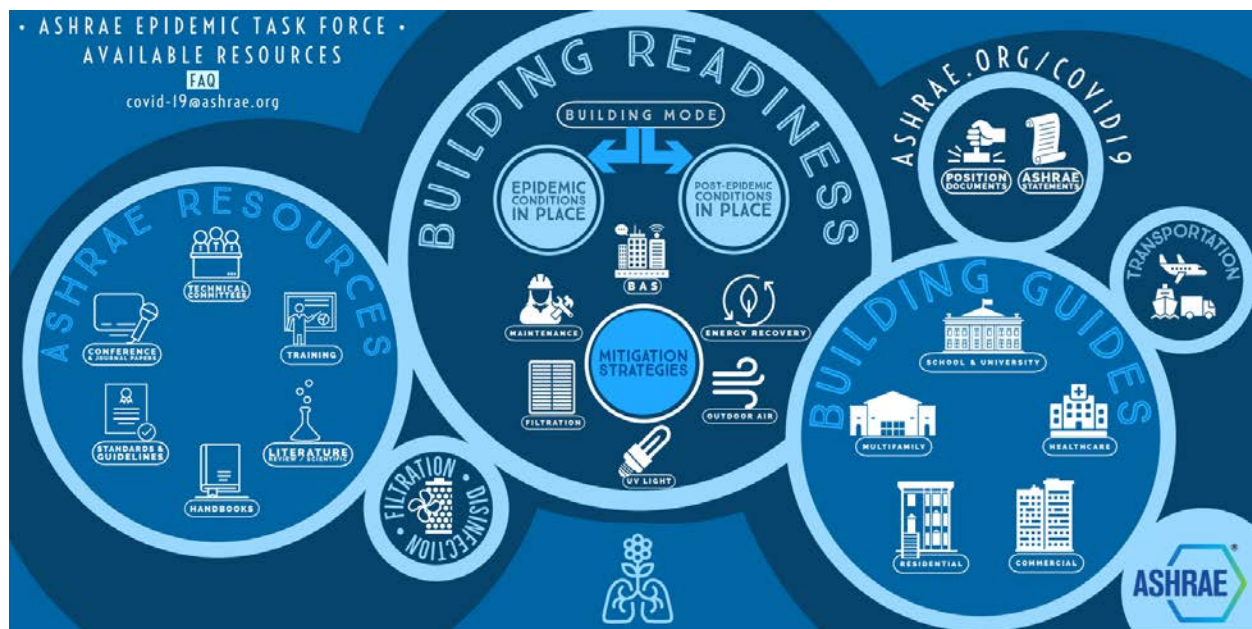 • ASHRAE EPIDEMIC TASK FORCE •
AVAILABLE RESOURCES
FAQ
covid-19@ashrae.org
ASHRAE RESOURCES
TECHNICAL
COMMITTEES
CONFERENCE
& JOURNAL PAPERS
TRAINING
STANDARDS &
GUIDELINES
LITERATURE
REVIEW / SCIENTIFIC
HANDBOOKS
FILTRATION • DISINFECTION •
BUILDING READINESS
BUILDING MODE
EPIDEMIC
CONDITIONS
IN PLACE
POST-EPIDEMIC
CONDITIONS
IN PLACE
BAS
MAINTENANCE
ENERGY RECOVERY
MITIGATION
STRATEGIES
FILTRATION
OUTDOOR AIR
UV LIGHT
ASHRAE.ORG/COVID19
POSITION
DOCUMENTS
ASHRAE
STATEMENTS
TRANSPORTATION
BUILDING GUIDES
SCHOOL & UNIVERSITY
MULTIFAMILY
HEALTHCARE
RESIDENTIAL
COMMERCIAL
ASHRAE®